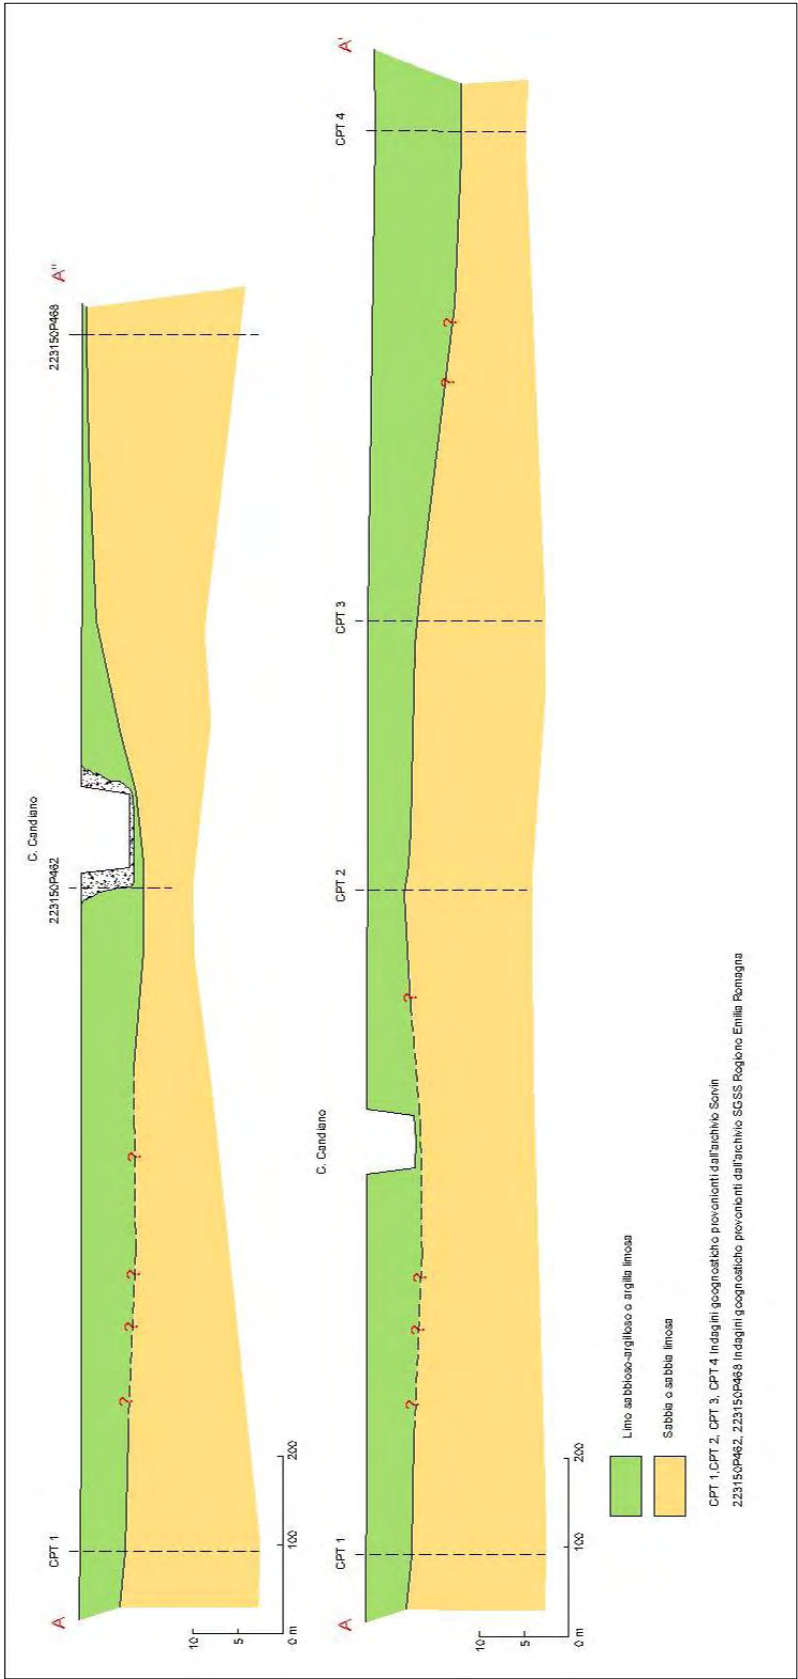 A
CPT 1
223150P462
C. Candiano
223150P468
A"
?
?
?
?
10
5
0 m
100
200
A
CPT 1
C. Candiano
CPT 2
CPT 3
CPT 4
A'
?
?
?
?
?
?
10
5
0 m
100
200
Limo sabbioso-argilloso o argilla limosa
Sabbia o sabbia limosa
CPT 1,CPT 2, CPT 3, CPT 4 Indagini geognostiche provenienti dall'archivio Servin
223150P462, 223150P468 Indagini geognostiche provenienti dall'archivio SGSS Regione Emilia Romagna